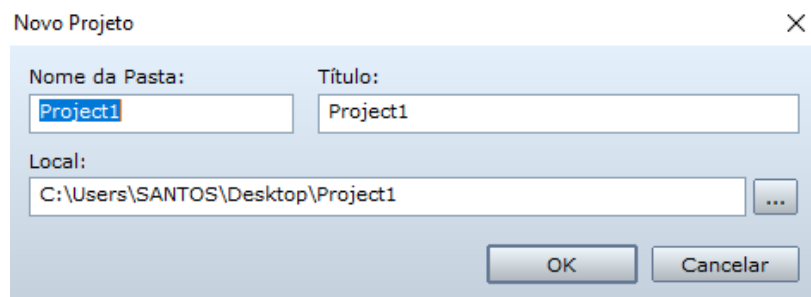 Novo Projeto
Nome da Pasta: Título:
Project1 Project1
Local:
C:\Users\SANTOS\Desktop\Project1 ...
OK Cancelar